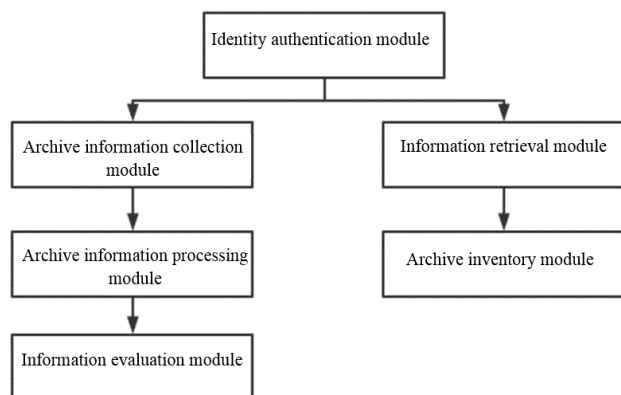 Identity authentication module
Archive information collection
module
Information retrieval module
Archive information processing
module
Archive inventory module
Information evaluation module